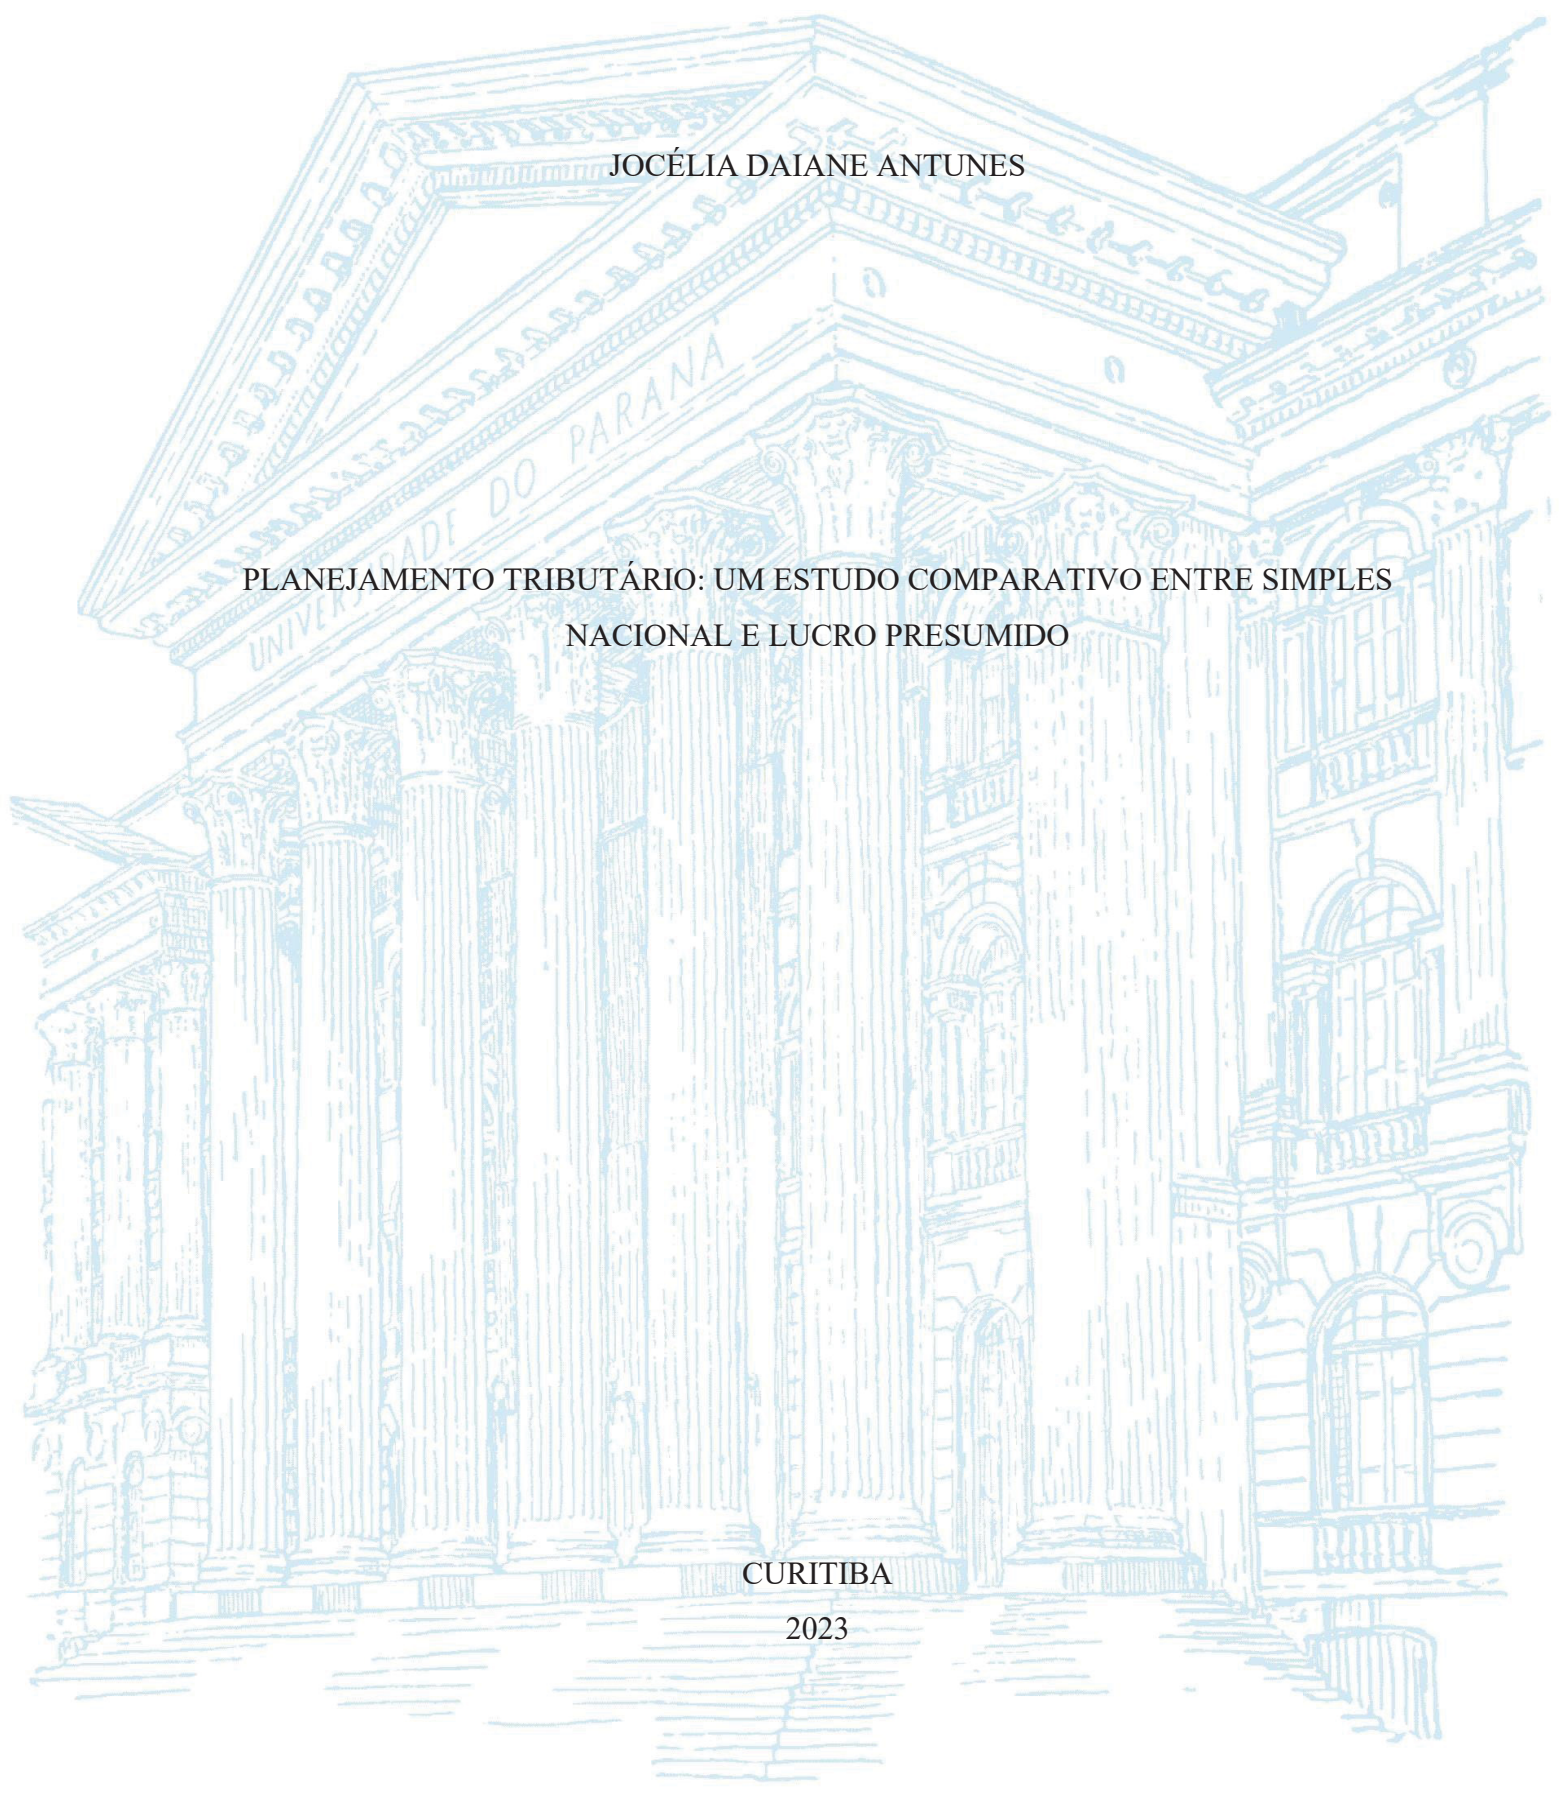 JOCÉLIA DAIANE ANTUNES
UNIVERSIDADE DO PARANÁ
PLANEJAMENTO TRIBUTÁRIO: UM ESTUDO COMPARATIVO ENTRE SIMPLES
NACIONAL E LUCRO PRESUMIDO
CURITIBA
2023